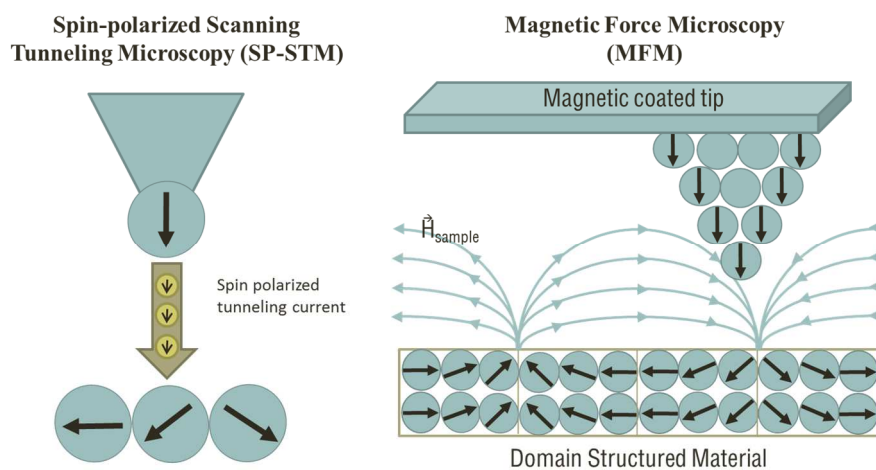 Spin-polarized Scanning
Tunneling Microscopy (SP-STM)
Spin polarized
tunneling current
Magnetic Force Microscopy
(MFM)
Magnetic coated tip
H⃗sample
Domain Structured Material